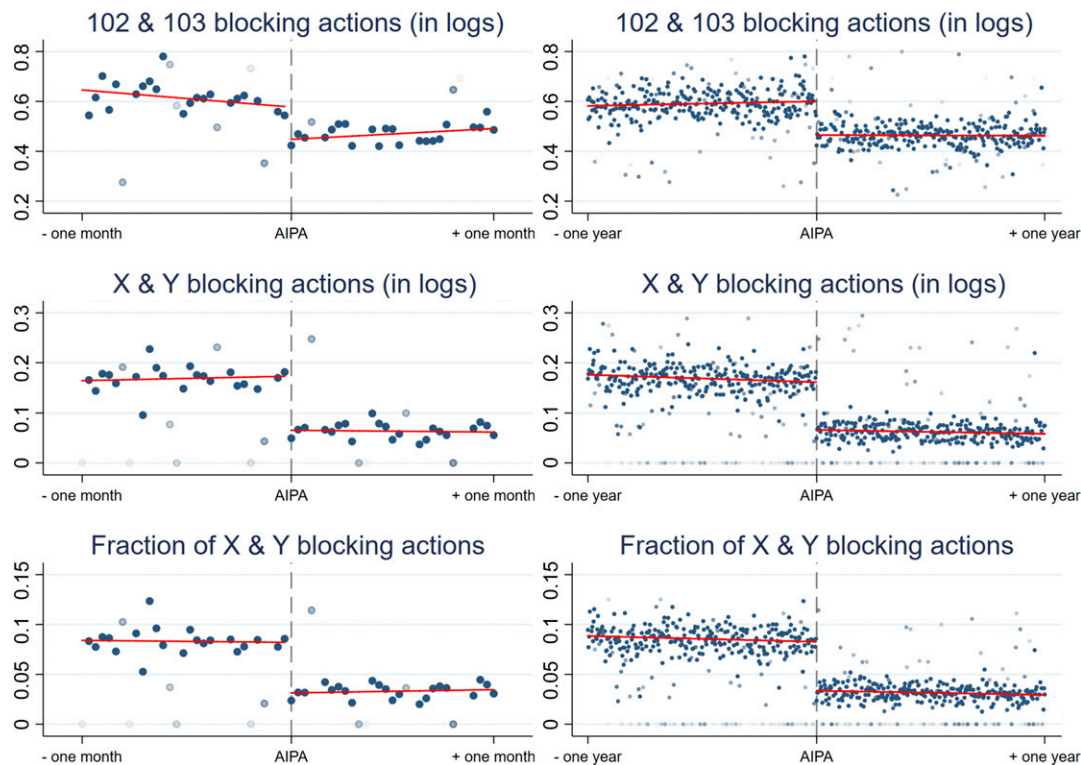 102 & 103 blocking actions (in logs)
0.8
0.6
0.4
0.2
- one month
AIPA
+ one month
102 & 103 blocking actions (in logs)
0.8
0.6
0.4
0.2
- one year
AIPA
+ one year
X & Y blocking actions (in logs)
0.3
0.2
0.1
0
- one month
AIPA
+ one month
X & Y blocking actions (in logs)
0.3
0.2
0.1
0
- one year
AIPA
+ one year
Fraction of X & Y blocking actions
0.15
0.1
0.05
0
- one month
AIPA
+ one month
Fraction of X & Y blocking actions
0.15
0.1
0.05
0
- one year
AIPA
+ one year